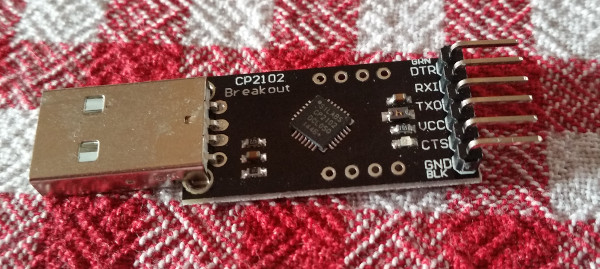 CP2102
Breakout
GRN
DTR
RXI
TXO
VCC
CTS
GND
BLK